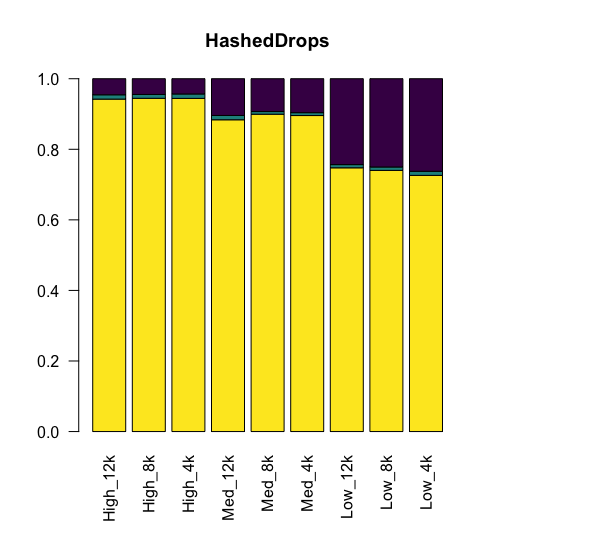 HashedDrops
1.0
0.8
0.6
0.4
0.2
0.0
High_12k
High_8k
High_4k
Med_12k
Med_8k
Med_4k
Low_12k
Low_8k
Low_4k